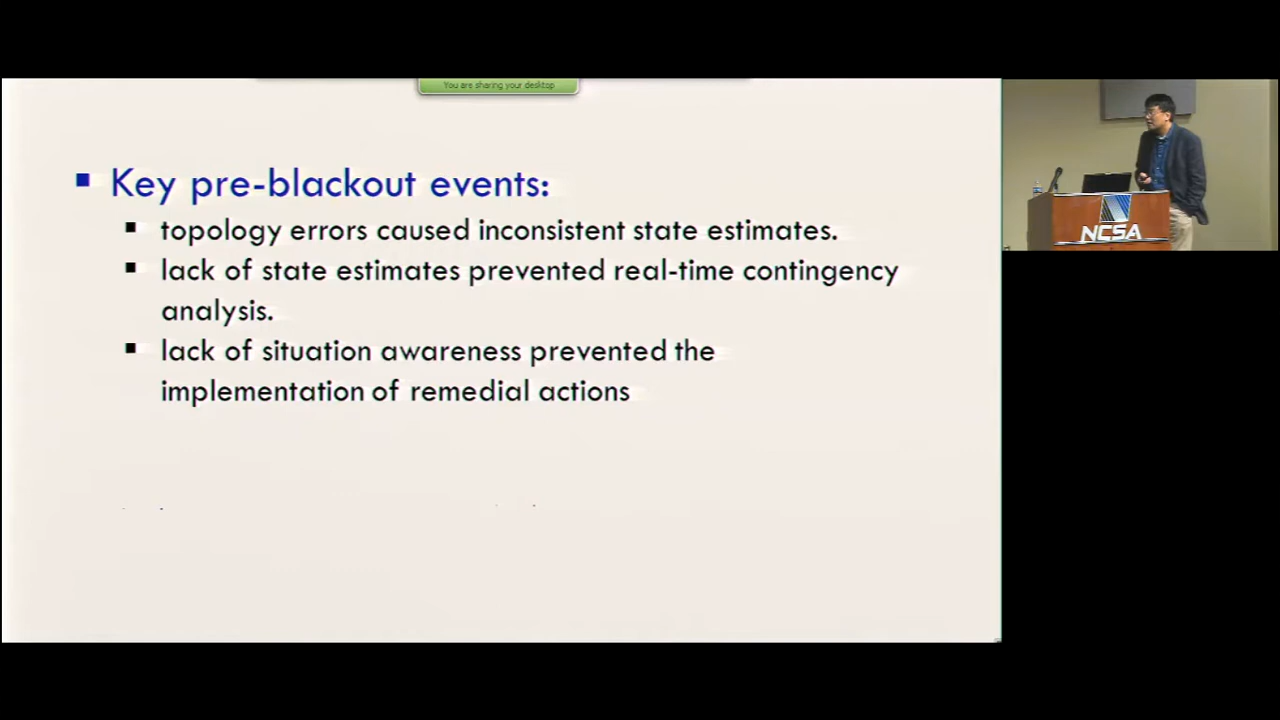 You are sharing your desktop
Key pre-blackout events:
topology errors caused inconsistent state estimates.
lack of state estimates prevented real-time contingency
analysis.
lack of situation awareness prevented the
implementation of remedial actions
NCSA